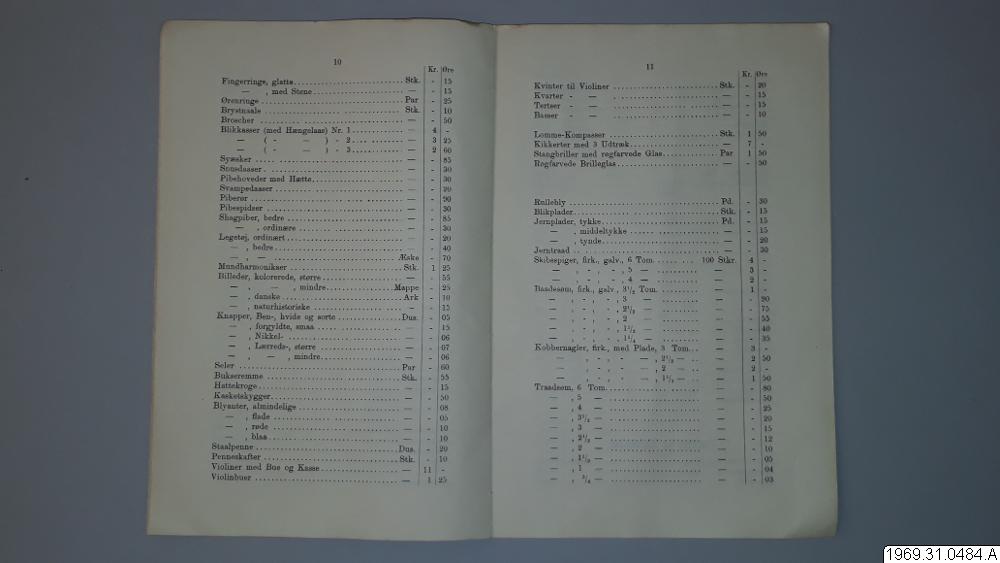 10
Kr. Øre
Fingerringe, glatte Stk. - 15
— , med Stene — - 15
Ørenringe Par - 25
Brystnaale Stk. - 10
Brocher — - 50
Blikkasser (med Hængelaas) Nr. 1 — 4 -
— ( - — ) - 2 — 3 25
— ( - — ) - 3 — 2 60
Syæsker — - 85
Snusdaaser — - 30
Pibehoveder med Hætte — - 30
Svampedaaser — - 20
Piberør — - 90
Pibespidser — - 30
Shagpiber, bedre — - 85
— , ordinære — - 30
Legetøj, ordinært — - 20
— , bedre — - 40
— , — Æske - 70
Mundharmonikaer Stk. 1 25
Billeder, kolorerede, større — - 55
— , — , mindre Mappe - 25
— , danske Ark - 10
— , naturhistoriske — - 15
Knapper, Ben-, hvide og sorte Dus. - 05
— , forgyldte, smaa — - 15
— , Nikkel- — - 06
— , Lærreds-, større — - 07
— , — , mindre — - 06
Seler Par - 60
Bukseremme Stk. - 55
Hattekroge — - 15
Kasketskygger — - 50
Blyanter, almindelige — - 08
— , flade — - 05
— , røde — - 10
— , blaa — - 10
Staalpenne Dus. - 20
Penneskafter Stk. - 10
Violiner med Bue og Kasse — 11 -
Violinbuer — 1 25
11
Kr. Øre
Kvinter til Violiner Stk. - 20
Kvarter - — — - 15
Tertser - — — - 15
Basser - — — - 10
Lomme-Kompasser Stk. 1 50
Kikkerter med 3 Udtræk — 7 -
Stangbriller med røgfarvede Glas Par 1 50
Røgfarvede Brilleglas — - 50
Rullebly Pd. - 30
Blikplader Stk. - 15
Jernplader, tykke Pd. - 15
— , middeltykke — - 15
— , tynde — - 20
Jerntraad — - 30
Skibsspiger, firk., galv., 6 Tom. 100 Stkr. 4 -
— , - , - , 5 — — 3 -
— , - , - , 4 — — 2 -
Baadesøm, firk., galv., 3½ Tom. — 1 -
— , - , - , 3 — — - 90
— , - , - , 2½ — — - 75
— , - , - , 2 — — - 55
— , - , - , 1½ — — - 40
— , - , - , 1¼ — — - 35
Kobbernagler, firk., med Plade, 3 Tom. — 3 -
— , - , - — , 2½ — — 2 50
— , - , - — , 2 — — 2 -
— , - , - — , 1½ — — 1 50
Traadsøm, 6 Tom. — - 80
— , 5 — — - 50
— , 4 — — - 25
— , 3½ — — - 20
— , 3 — — - 15
— , 2½ — — - 12
— , 2 — — - 10
— , 1½ — — - 05
— , 1 — — - 04
— , ¾ — — - 03
1969.31.0484.A